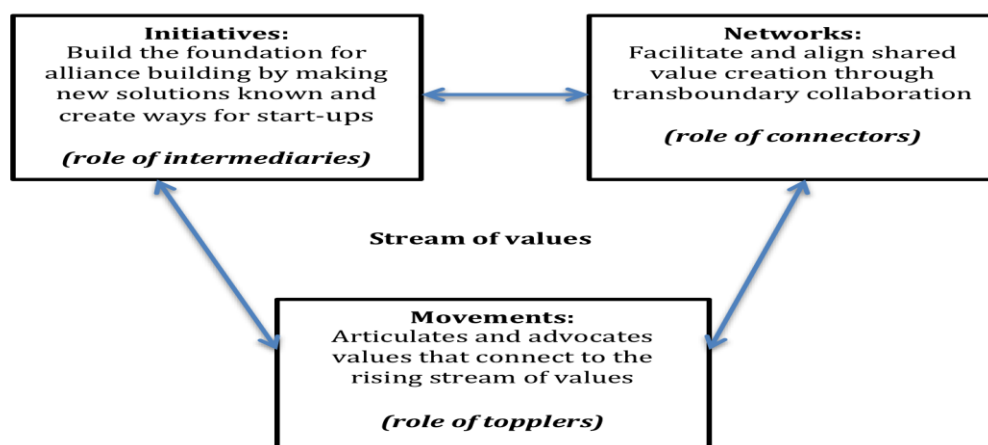 Initiatives:
Build the foundation for
alliance building by making
new solutions known and
create ways for start-ups
(role of intermediaries)
Networks:
Facilitate and align shared
value creation through
transboundary collaboration
(role of connectors)
Stream of values
Movements:
Articulates and advocates
values that connect to the
rising stream of values
(role of topplers)